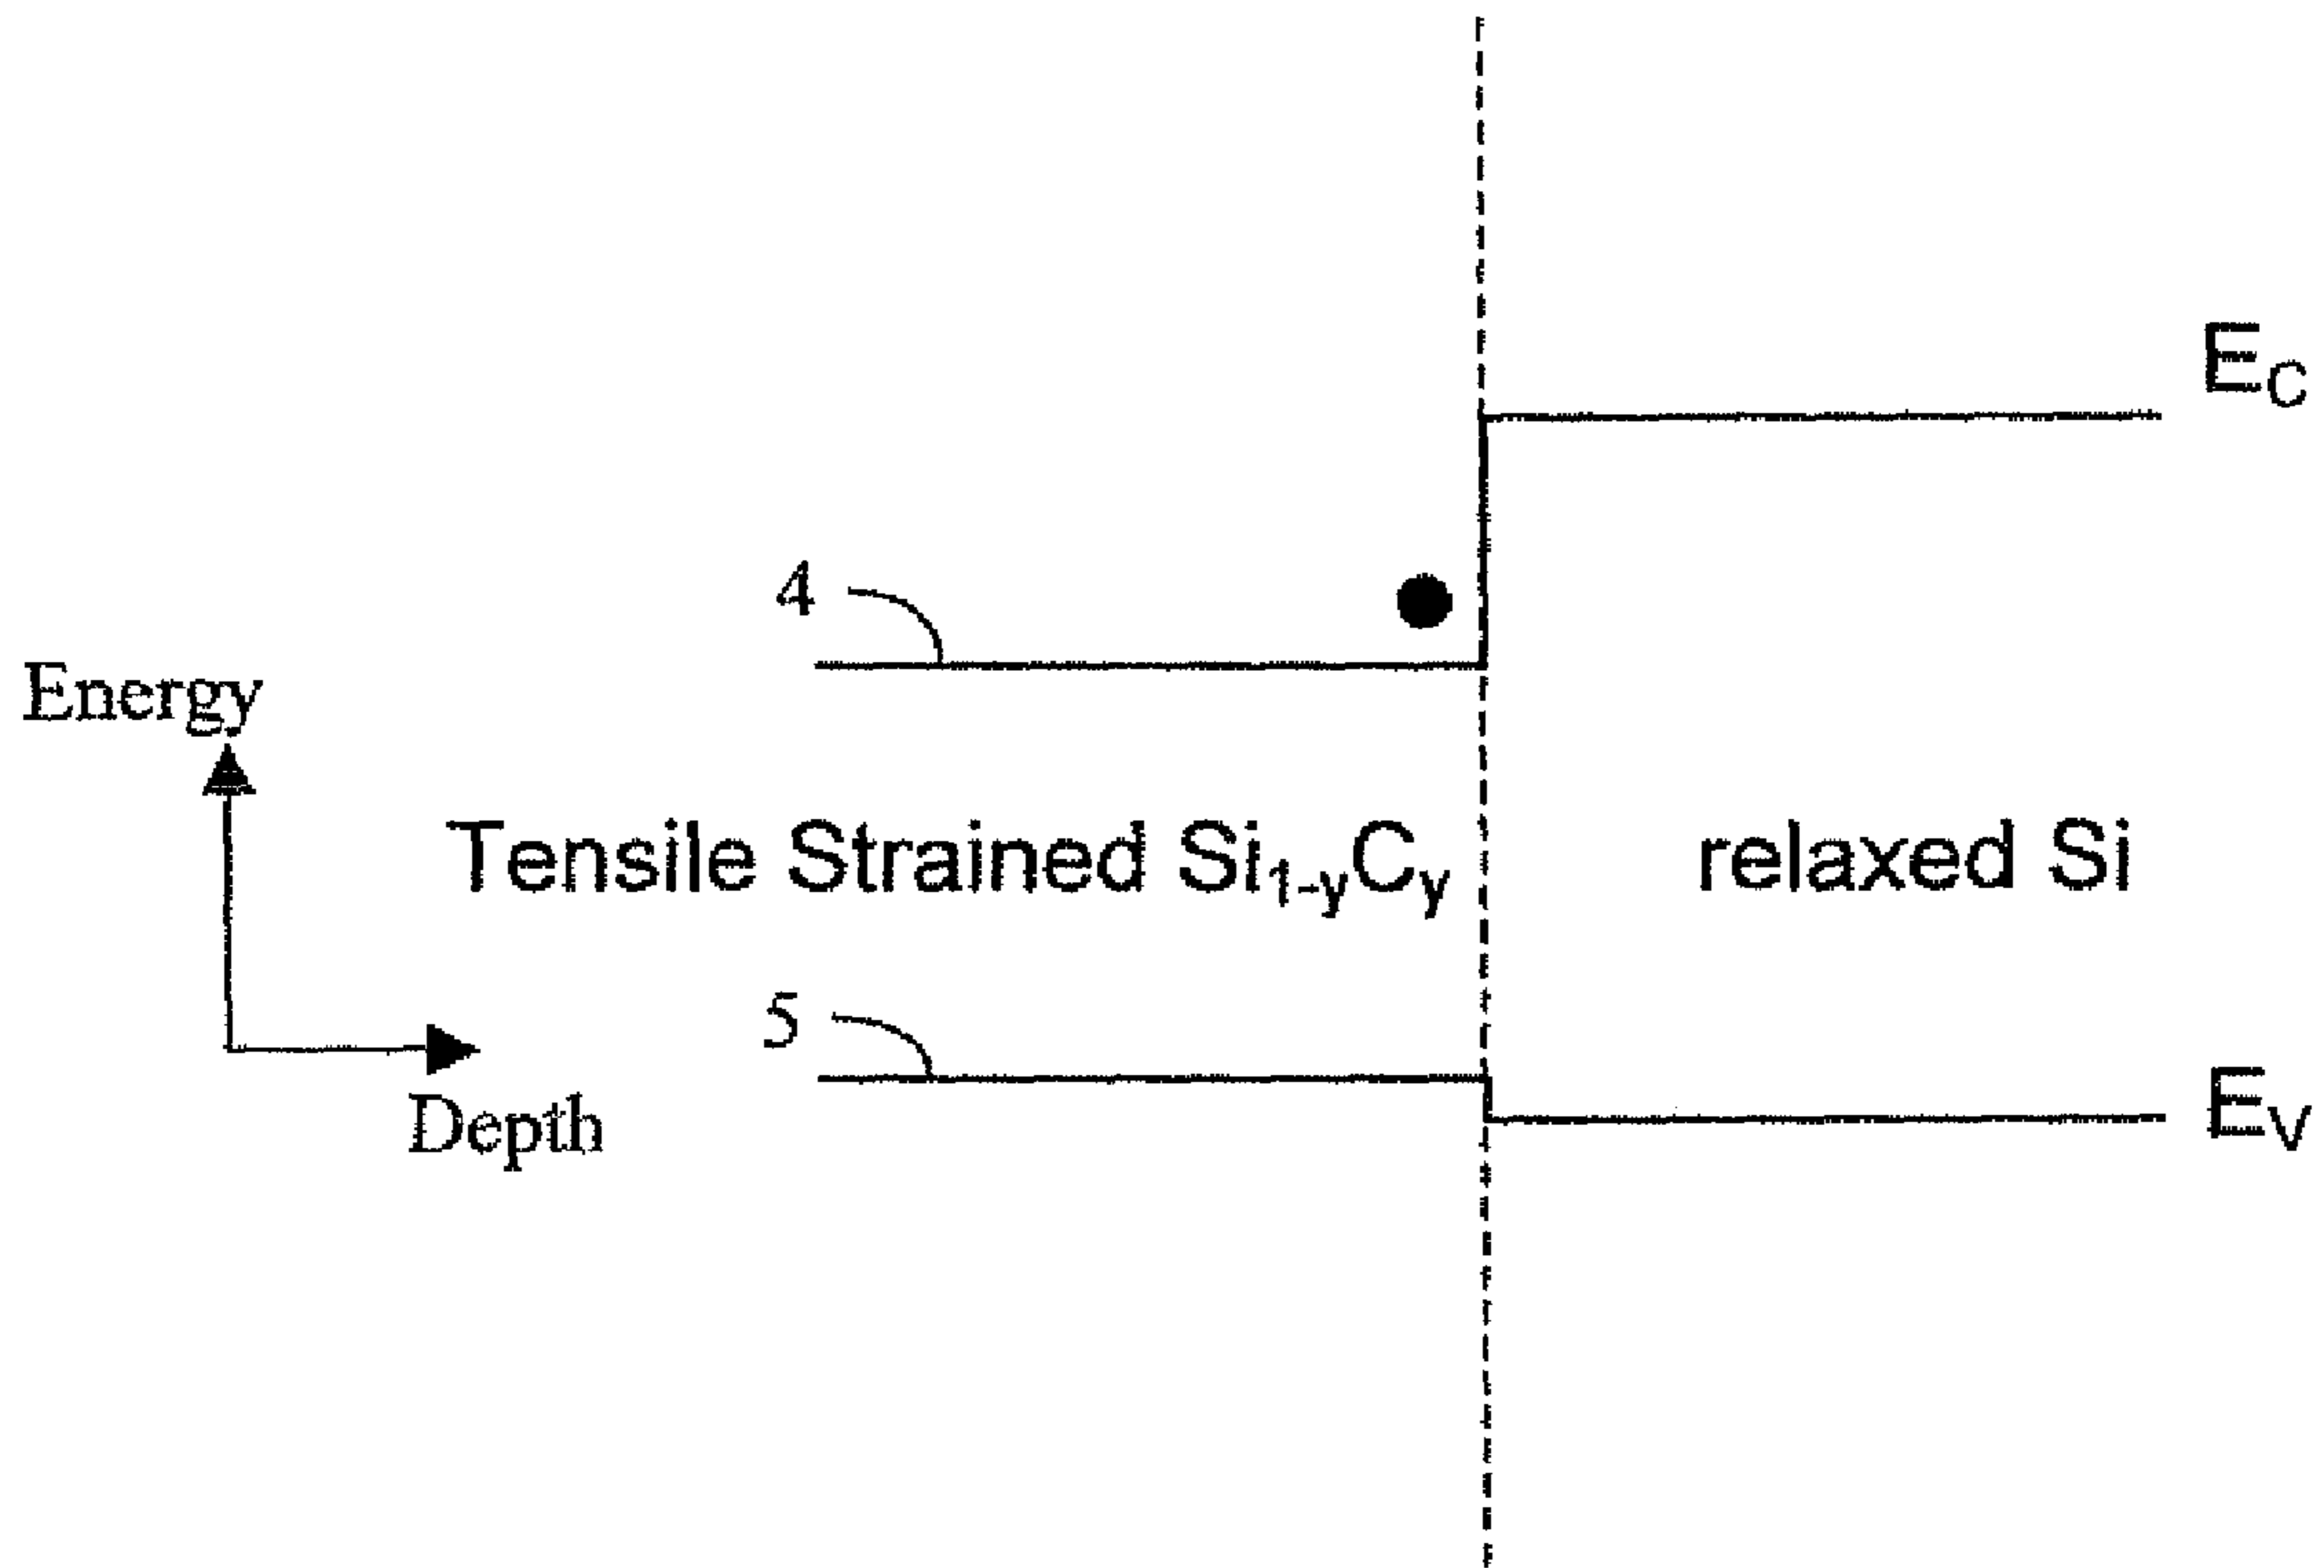 E_C
4
Energy
Tensile Strained Si_{1-y}C_y
relaxed Si
5
Depth
E_V